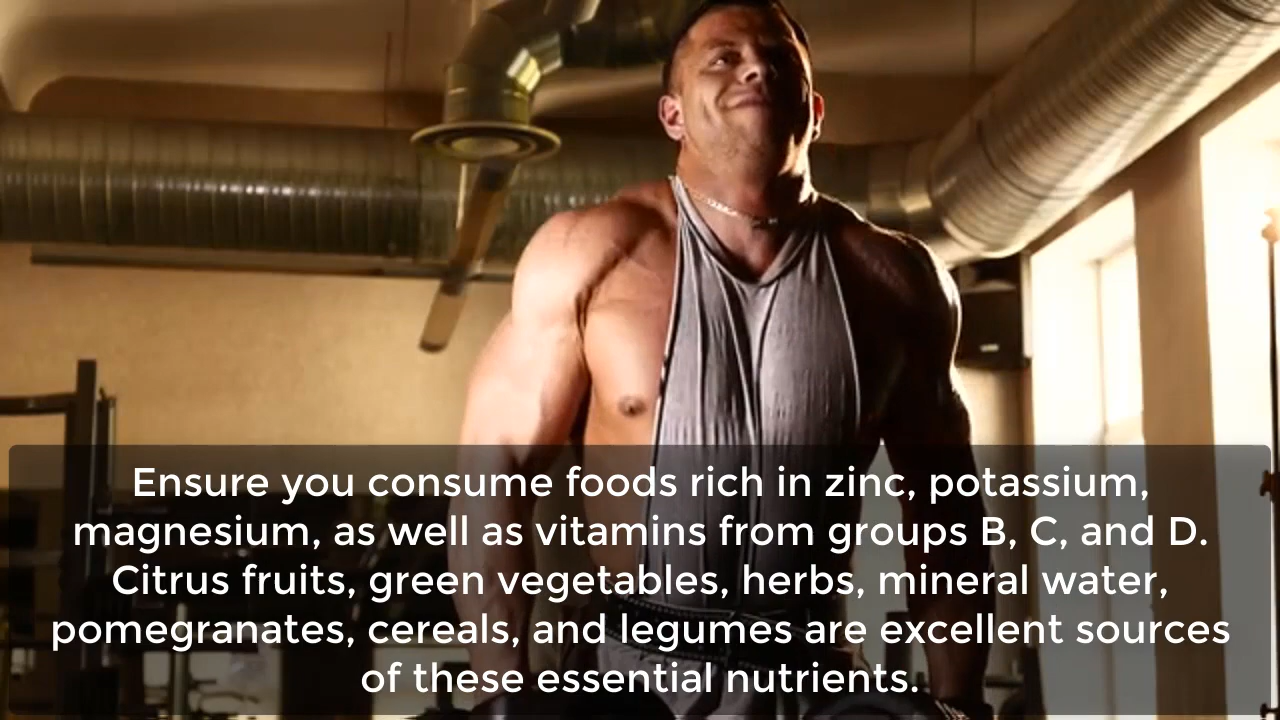 Ensure you consume foods rich in zinc, potassium,
magnesium, as well as vitamins from groups B, C, and D.
Citrus fruits, green vegetables, herbs, mineral water,
pomegranates, cereals, and legumes are excellent sources
of these essential nutrients.